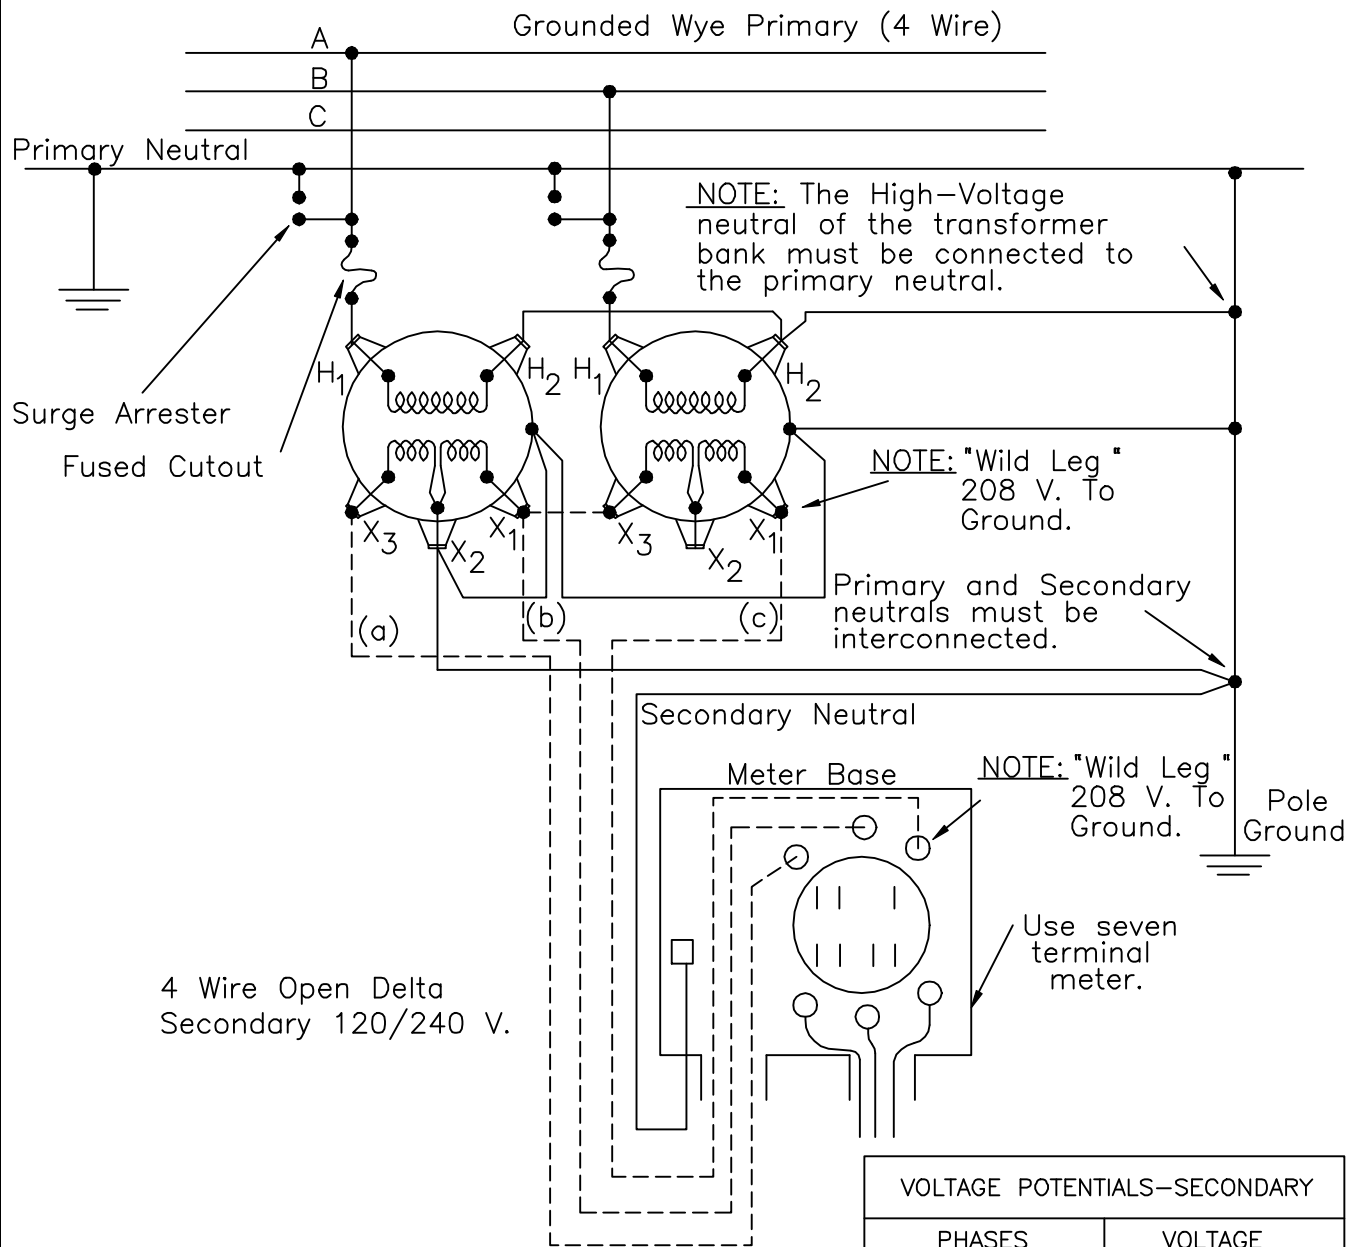 Grounded Wye Primary (4 Wire)
A
B
C
Primary Neutral
NOTE: The High-Voltage
neutral of the transformer
bank must be connected to
the primary neutral.
H1
H2
H1
H2
Surge Arrester
Fused Cutout
NOTE: "Wild Leg"
208 V. To
Ground.
X3
X2
X1
X3
X2
X1
(a)
(b)
(c)
Primary and Secondary
neutrals must be
interconnected.
Secondary Neutral
Meter Base
NOTE: "Wild Leg"
208 V. To
Ground.
Pole
Ground
Use seven
terminal
meter.
4 Wire Open Delta
Secondary 120/240 V.
VOLTAGE POTENTIALS-SECONDARY
PHASES VOLTAGE